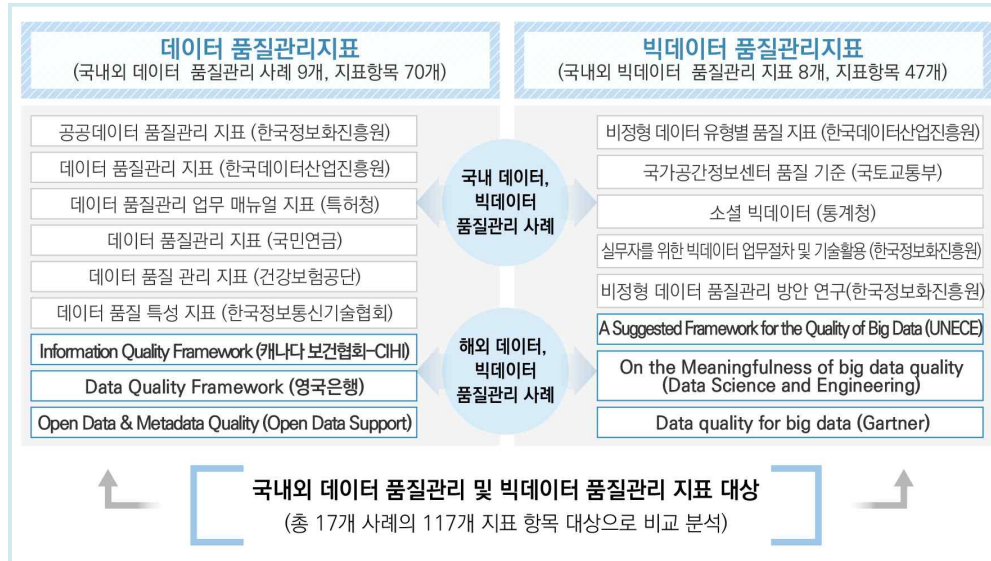 데이터 품질관리지표
(국내외 데이터 품질관리 사례 9개, 지표항목 70개)
빅데이터 품질관리지표
(국내외 빅데이터 품질관리 지표 8개, 지표항목 47개)
공공데이터 품질관리 지표 (한국정보화진흥원)
데이터 품질관리 지표 (한국데이터산업진흥원)
데이터 품질관리 업무 매뉴얼 지표 (특허청)
데이터 품질관리 지표 (국민연금)
데이터 품질 관리 지표 (건강보험공단)
데이터 품질 특성 지표 (한국정보통신기술협회)
Information Quality Framework (캐나다 보건협회-CIHI)
Data Quality Framework (영국은행)
Open Data & Metadata Quality (Open Data Support)
국내 데이터,
빅데이터
품질관리 사례
해외 데이터,
빅데이터
품질관리 사례
비정형 데이터 유형별 품질 지표 (한국데이터산업진흥원)
국가공간정보센터 품질 기준 (국토교통부)
소셜 빅데이터 (통계청)
실무자를 위한 빅데이터 업무절차 및 기술활용 (한국정보화진흥원)
비정형 데이터 품질관리 방안 연구(한국정보화진흥원)
A Suggested Framework for the Quality of Big Data (UNECE)
On the Meaningfulness of big data quality
(Data Science and Engineering)
Data quality for big data (Gartner)
국내외 데이터 품질관리 및 빅데이터 품질관리 지표 대상
(총 17개 사례의 117개 지표 항목 대상으로 비교 분석)